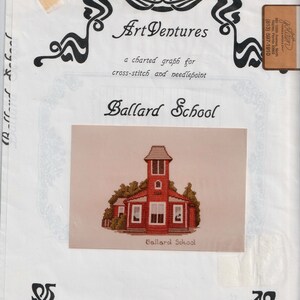 ArtVentures
a charted graph for
cross-stitch and needlepoint
Ballard School
Ballard School
Ballard School